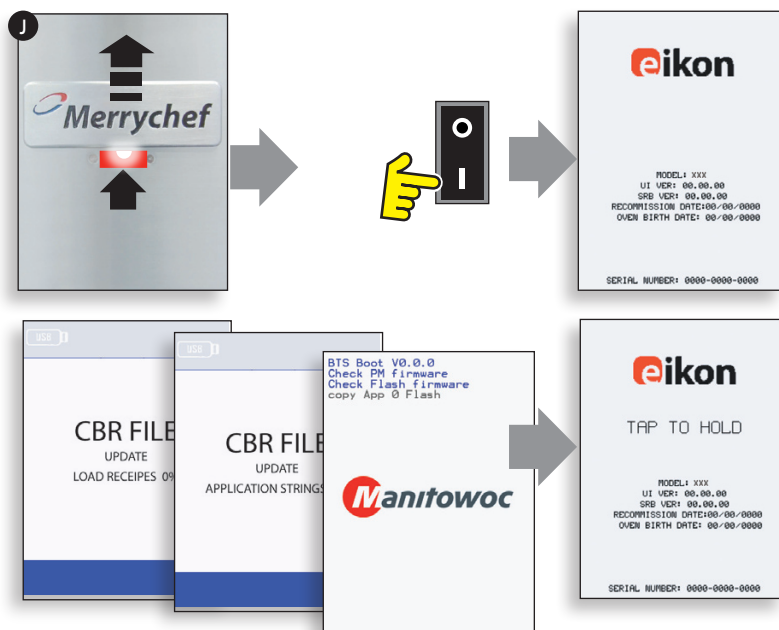 J
Merrychef
eikon
MODEL: XXX
UI VER: 00.00.00
SRB VER: 00.00.00
RECOMMISSION DATE:00/00/0000
OVEN BIRTH DATE: 00/00/0000
SERIAL NUMBER: 0000-0000-0000
USB
CBR FILE
UPDATE
LOAD RECEIPES 0%
USB
CBR FILE
UPDATE
APPLICATION STRINGS
BTS Boot V0.0.0
Check PM firmware
Check Flash firmware
copy App 0 Flash
Manitowoc
eikon
TAP TO HOLD
MODEL: XXX
UI VER: 00.00.00
SRB VER: 00.00.00
RECOMMISSION DATE:00/00/0000
OVEN BIRTH DATE: 00/00/0000
SERIAL NUMBER: 0000-0000-0000